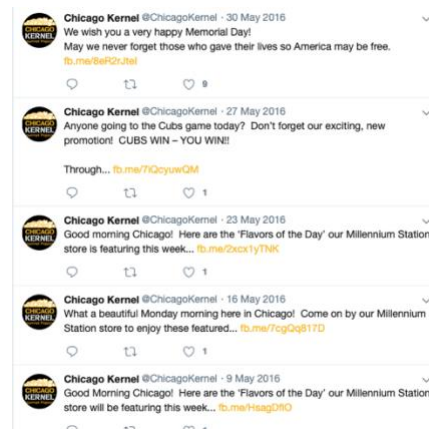 Chicago Kernel @ChicagoKernel · 30 May 2016
We wish you a very happy Memorial Day!
May we never forget those who gave their lives so America may be free.
fb.me/8eR2rJtel
9
Chicago Kernel @ChicagoKernel · 27 May 2016
Anyone going to the Cubs game today? Don't forget our exciting, new
promotion! CUBS WIN – YOU WIN!!
Through... fb.me/7iQcyuwQM
1
Chicago Kernel @ChicagoKernel · 23 May 2016
Good morning Chicago! Here are the 'Flavors of the Day' our Millennium Station
store is featuring this week... fb.me/2xcx1yTNK
1
Chicago Kernel @ChicagoKernel · 16 May 2016
What a beautiful Monday morning here in Chicago! Come on by our Millennium
Station store to enjoy these featured... fb.me/7cgQq817D
1
Chicago Kernel @ChicagoKernel · 9 May 2016
Good Morning Chicago! Here are the 'Flavors of the Day' our Millennium Station
store will be featuring this week... fb.me/HsagDfiO